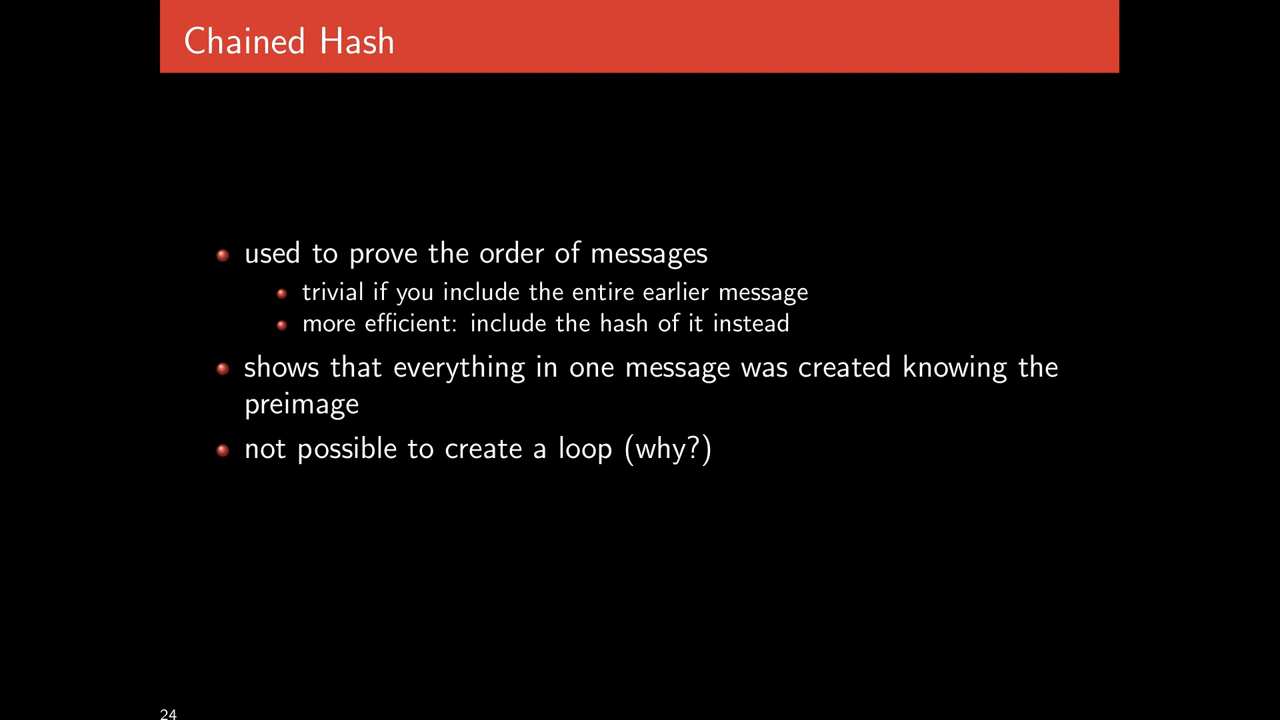 Chained Hash
used to prove the order of messages
trivial if you include the entire earlier message
more efficient: include the hash of it instead
shows that everything in one message was created knowing the
preimage
not possible to create a loop (why?)
24